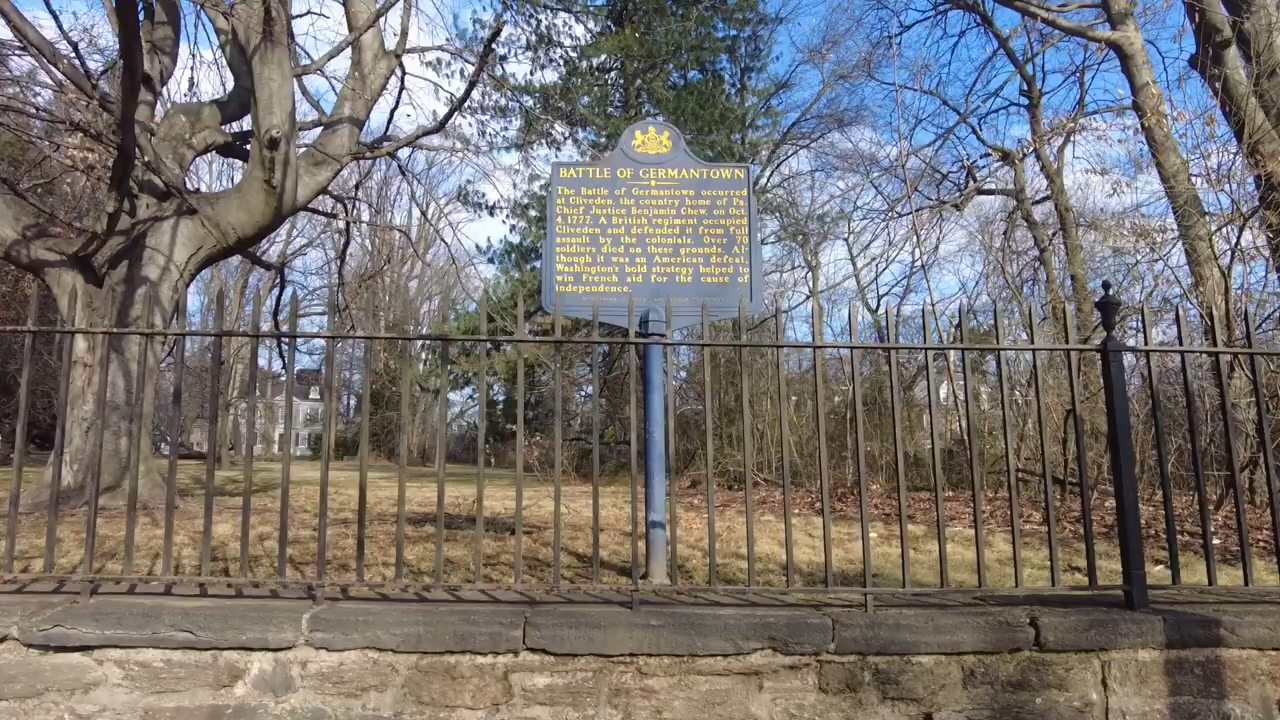 BATTLE OF GERMANTOWN
The Battle of Germantown occurred
at Cliveden, the country home of Pa.
Chief Justice Benjamin Chew, on Oct.
4, 1777. A British regiment occupied
Cliveden and defended it from full
assault by the colonials. Over 70
soldiers died on these grounds. Al-
though it was an American defeat,
Washington's bold strategy helped to
win French aid for the cause of
independence.